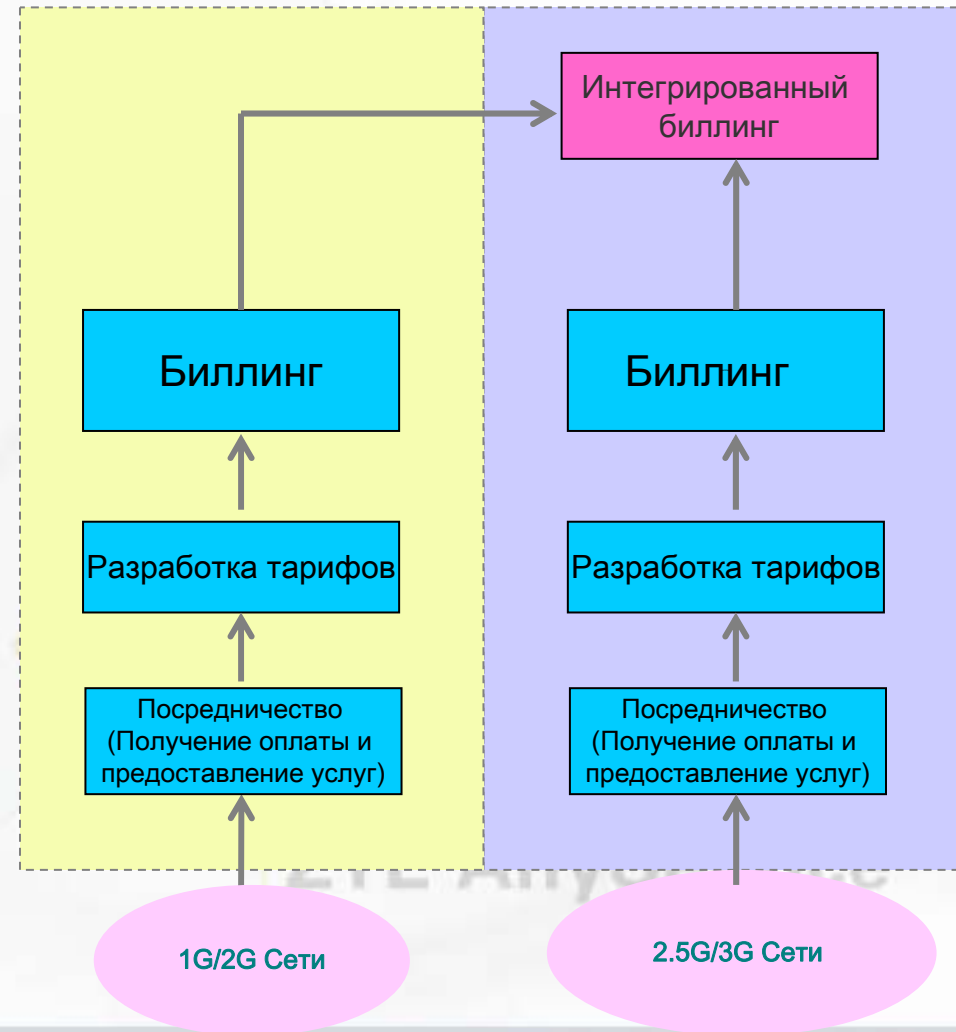 Интегрированный
биллинг
Биллинг
Биллинг
Разработка тарифов
Разработка тарифов
Посредничество
(Получение оплаты и
предоставление услуг)
Посредничество
(Получение оплаты и
предоставление услуг)
1G/2G Сети
2.5G/3G Сети